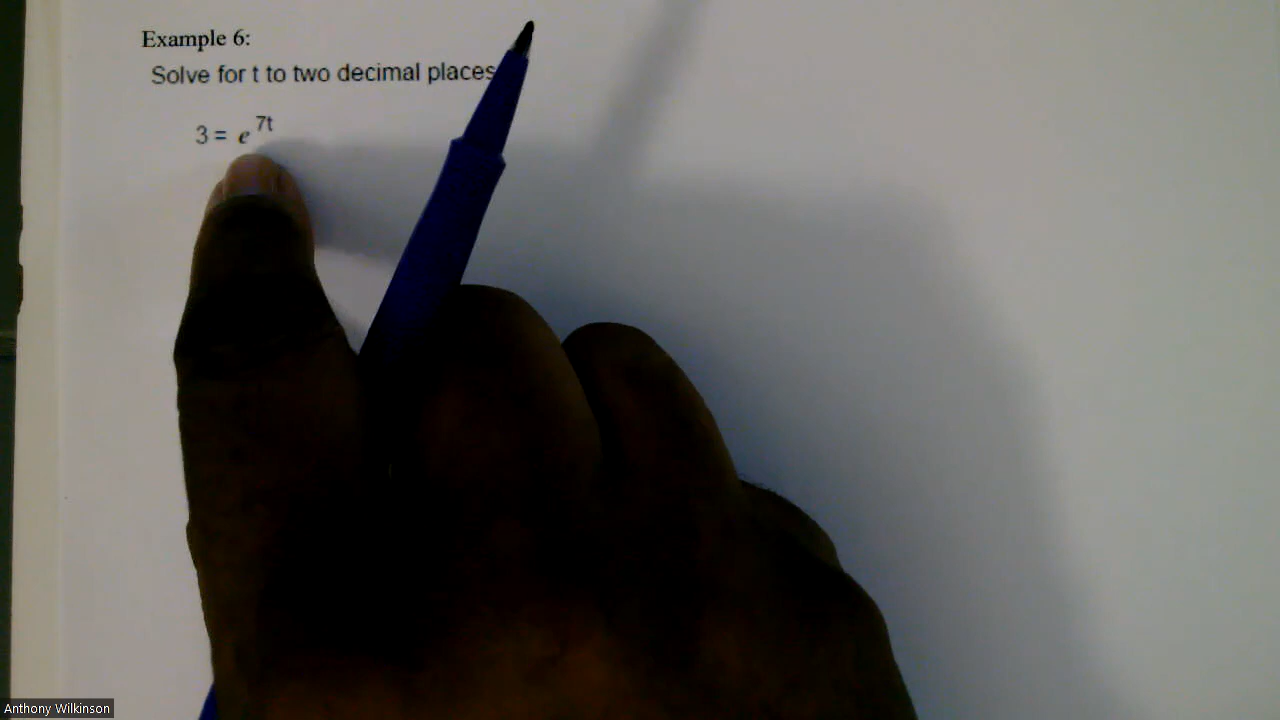 Example 6:
Solve for t to two decimal places
3 = e^7t
Anthony Wilkinson